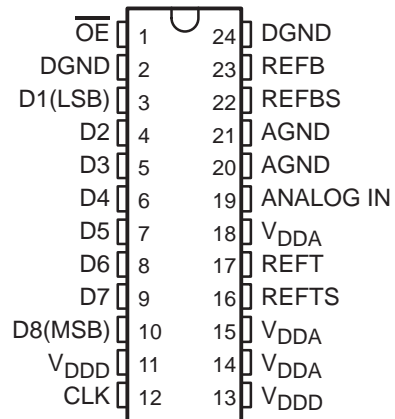 OE 1 24 DGND
DGND 2 23 REFB
D1(LSB) 3 22 REFBS
D2 4 21 AGND
D3 5 20 AGND
D4 6 19 ANALOG IN
D5 7 18 VDDA
D6 8 17 REFT
D7 9 16 REFTS
D8(MSB) 10 15 VDDA
VDDD 11 14 VDDA
CLK 12 13 VDDD